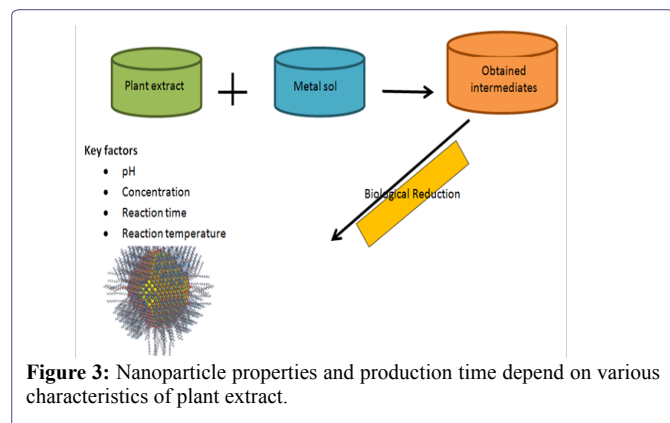 Plant extract
Metal sol
Obtained
intermediates
Key factors
• pH
• Concentration
• Reaction time
• Reaction temperature
Biological Reduction
Figure 3: Nanoparticle properties and production time depend on various
characteristics of plant extract.